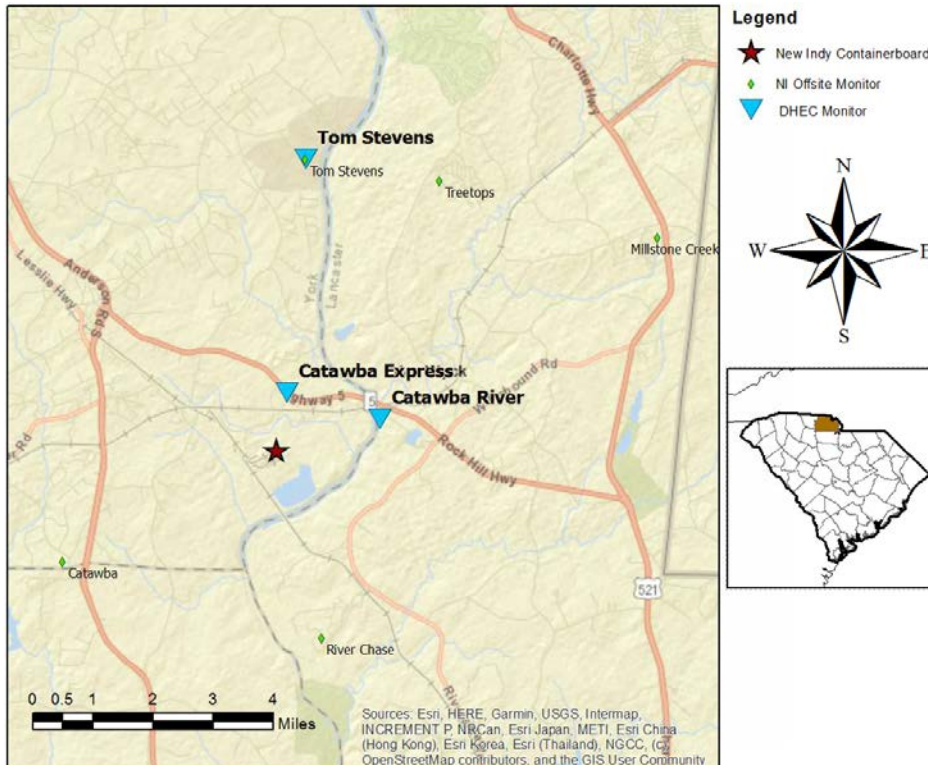 Legend
New Indy Containerboard
NI Offsite Monitor
DHEC Monitor
N
W
E
S
Charlotte Hwy
Tom Stevens
Tom Stevens
Treetops
Millstone Creek
York
Lancaster
Lesslie Hwy
Anderson Rd S
Catawba Express
Highway 5
5
Catawba River
Rock Hill Hwy
Catawba
521
River Chase
0 0.5 1 2 3 4
Miles
Sources: Esri, HERE, Garmin, USGS, Intermap,
INCREMENT P, NRCan, Esri Japan, METI, Esri China
(Hong Kong), Esri Korea, Esri (Thailand), NGCC, (c)
OpenStreetMap contributors, and the GIS User Community